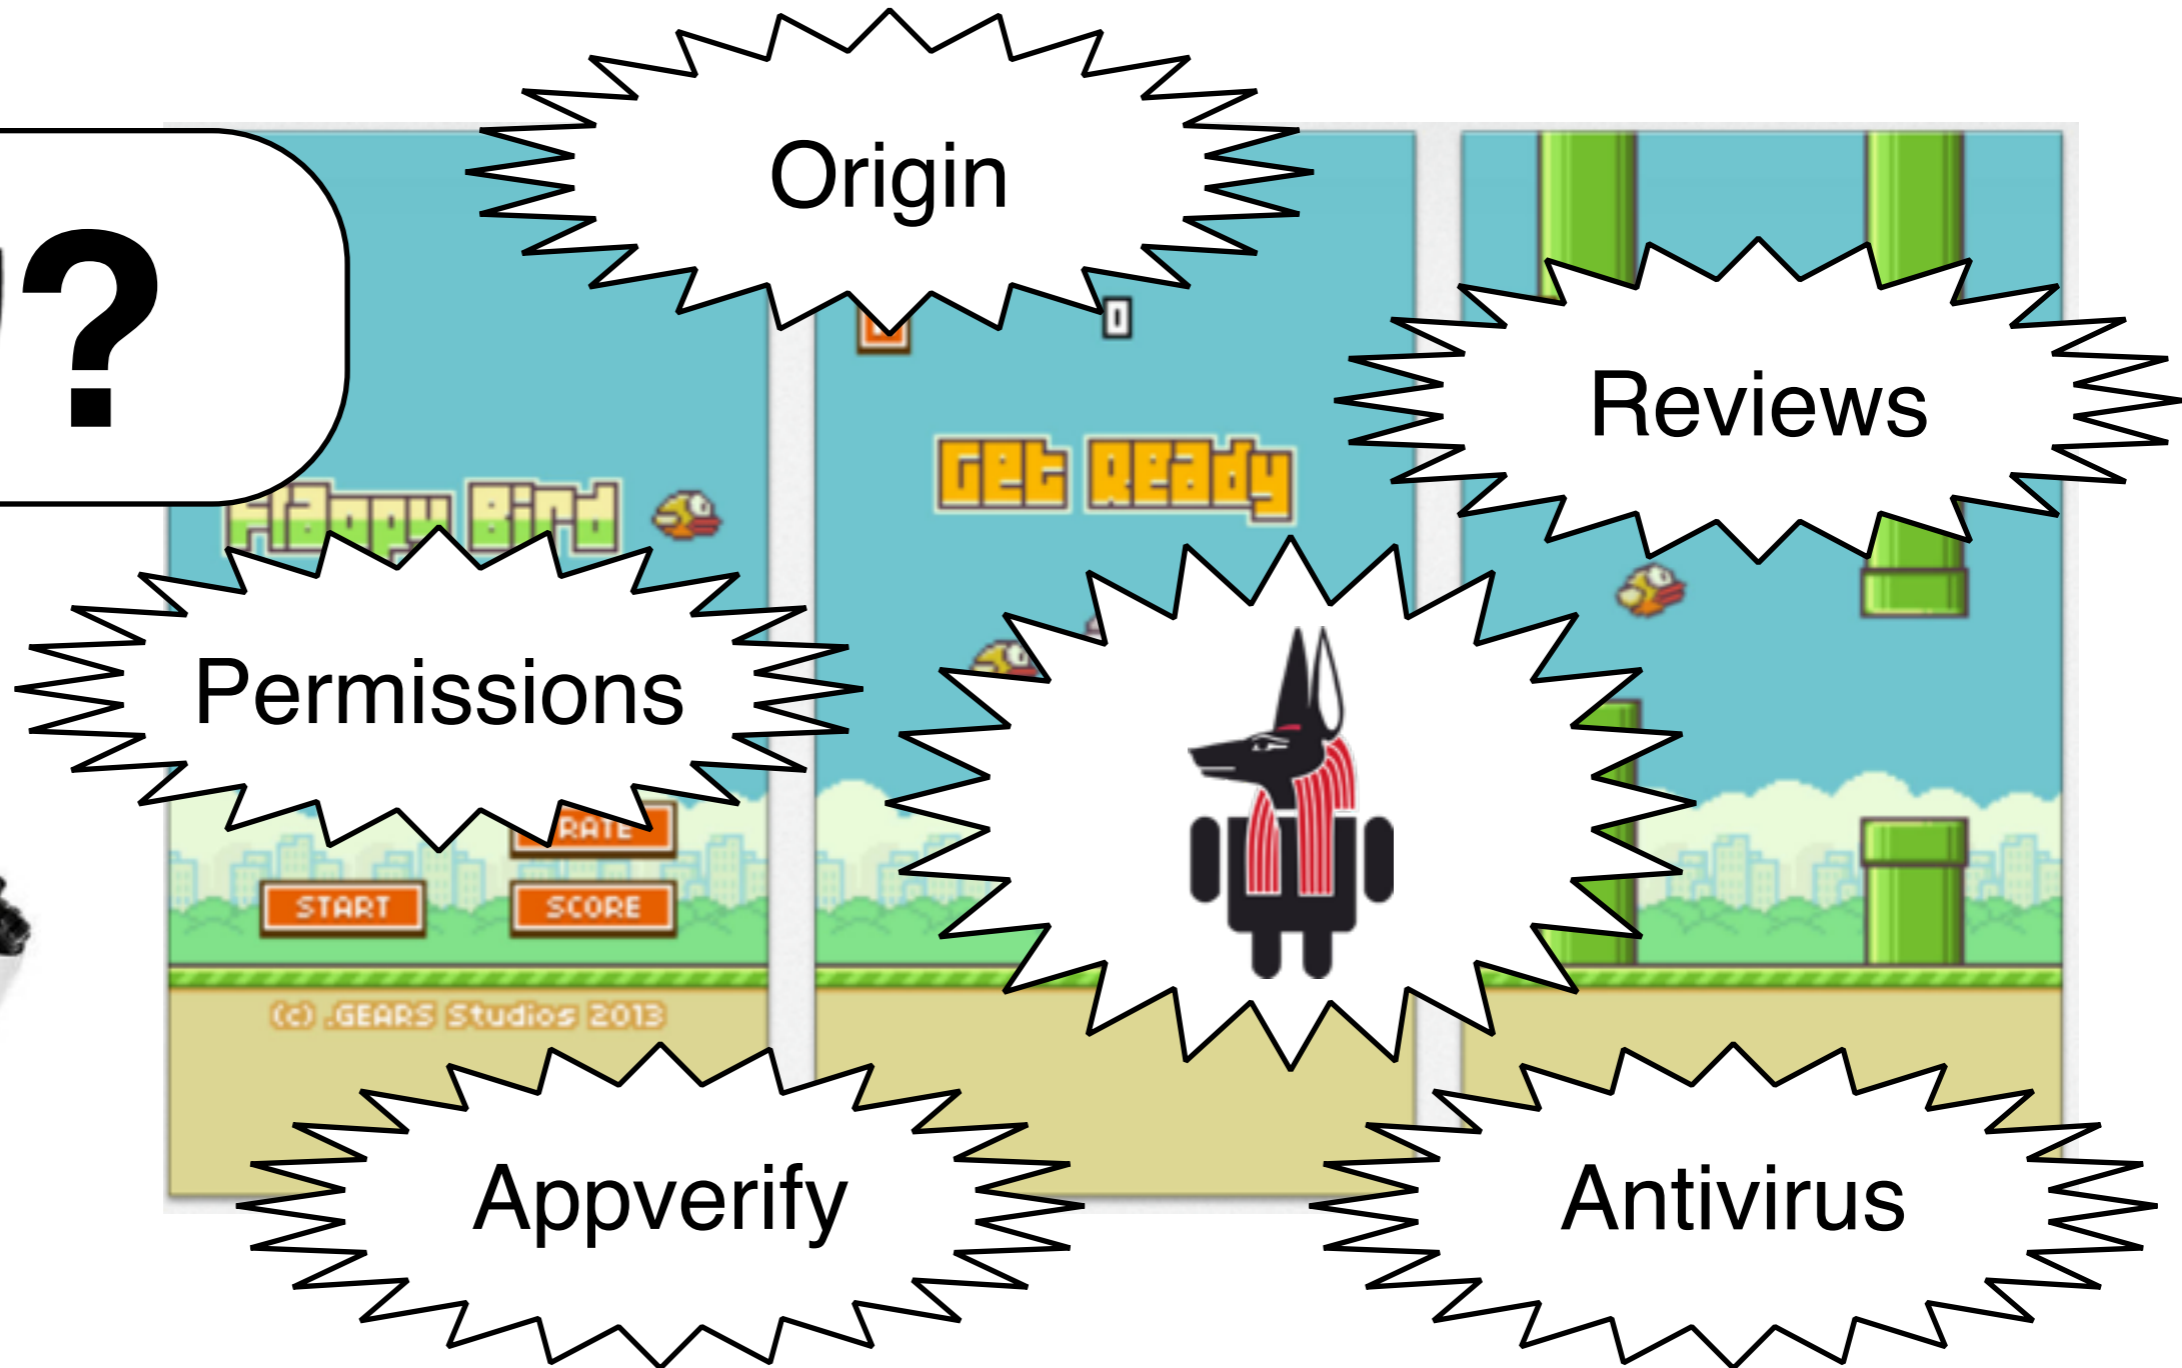 Origin
?
0
Reviews
Get Ready
Flappy Bird
Permissions
RATE
START
SCORE
(c) .GEARS Studios 2013
Appverify
Antivirus